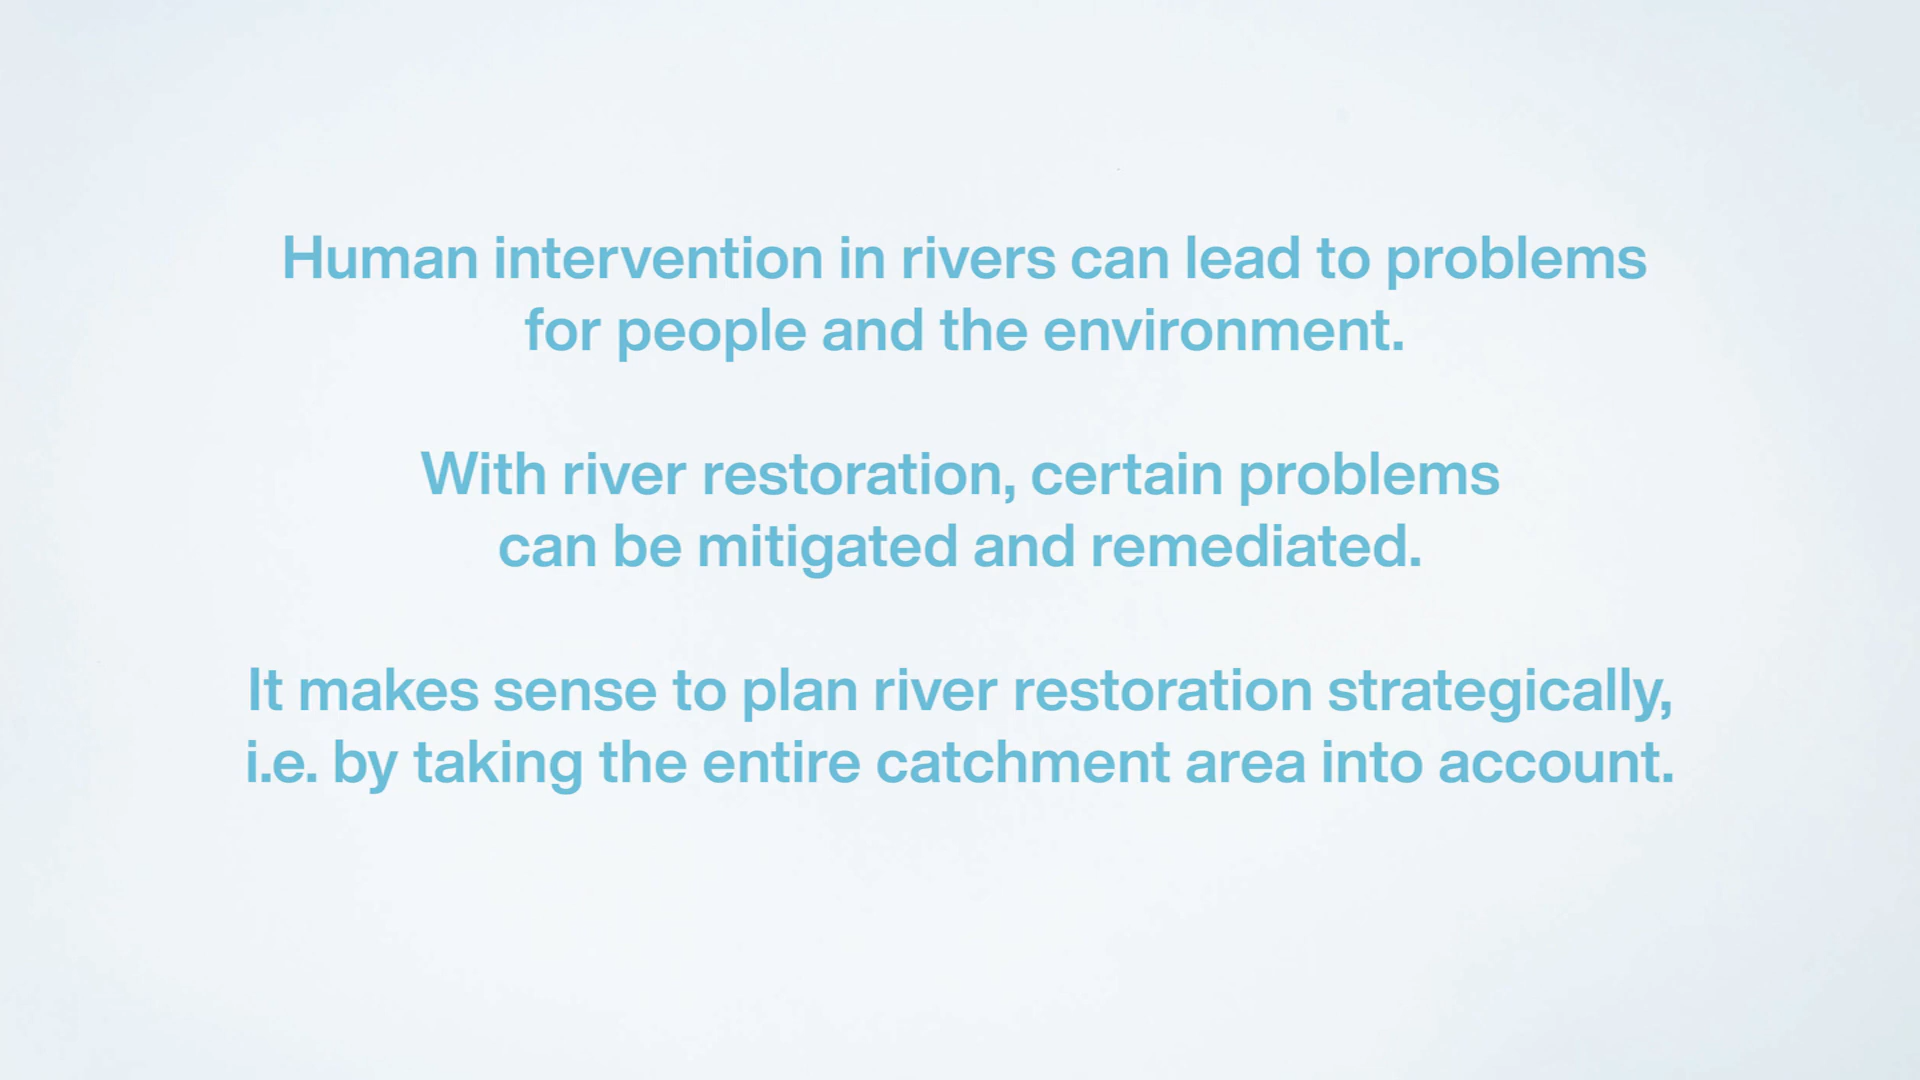 Human intervention in rivers can lead to problems
for people and the environment.
With river restoration, certain problems
can be mitigated and remediated.
It makes sense to plan river restoration strategically,
i.e. by taking the entire catchment area into account.